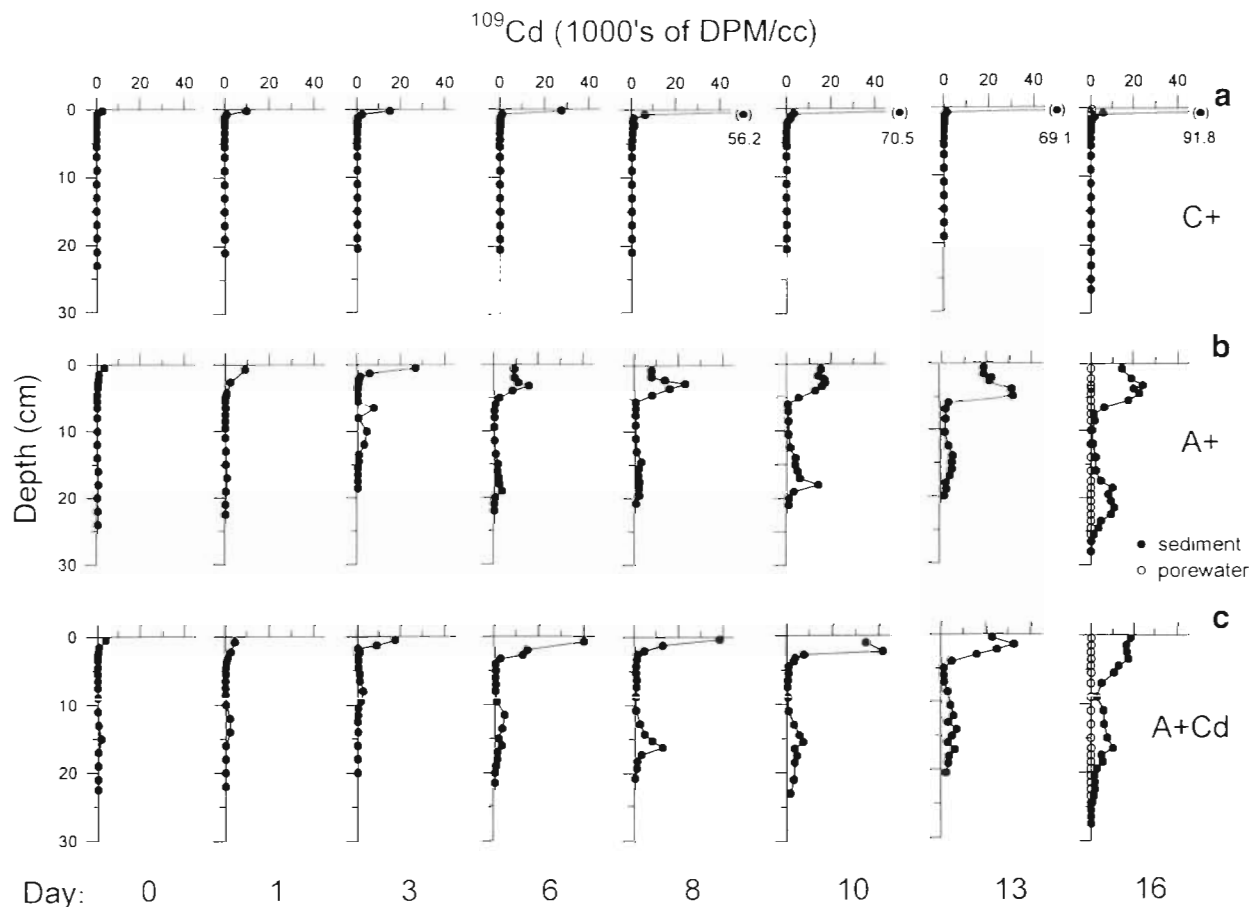 109Cd (1000's of DPM/cc)
0 20 40 0 20 40 0 20 40 0 20 40 0 20 40 0 20 40 0 20 40 0 20 40
a
0
(•) (•) (•) (•)
56.2 70.5 69 1 91.8
10
C+
20
30
b
0
10
A+
Depth (cm)
20
• sediment
○ porewater
30
c
0
10
A+Cd
20
30
Day: 0 1 3 6 8 10 13 16